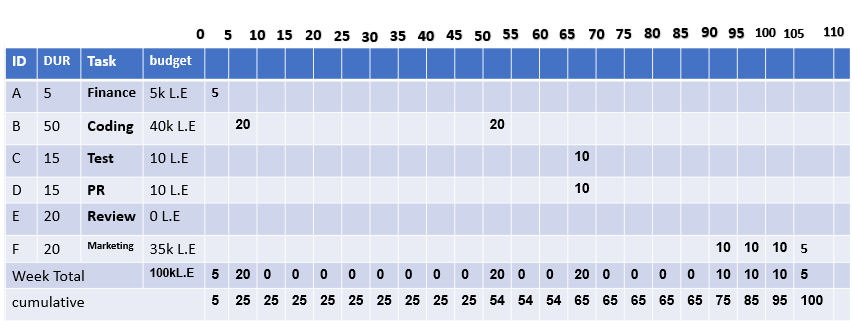 0 5 10 15 20 25 30 35 40 45 50 55 60 65 70 75 80 85 90 95 100 105 110
ID DUR Task budget
A 5 Finance 5k L.E 5
B 50 Coding 40k L.E 20 20
C 15 Test 10 L.E 10
D 15 PR 10 L.E 10
E 20 Review 0 L.E
F 20 Marketing 35k L.E 10 10 10 5
Week Total 100kL.E 5 20 0 0 0 0 0 0 0 0 20 0 0 20 0 0 0 0 10 10 10 5
cumulative 5 25 25 25 25 25 25 25 25 25 54 54 54 65 65 65 65 65 75 85 95 100